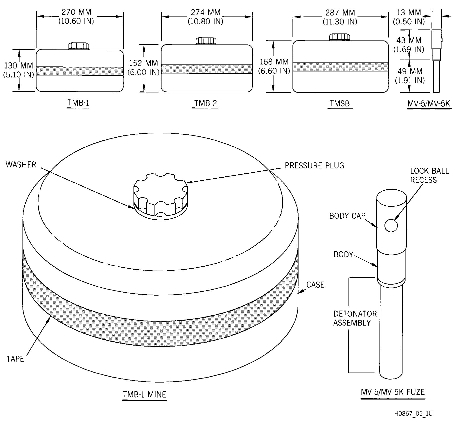 270 MM
(10.60 IN)
274 MM
(10.80 IN)
287 MM
(11.30 IN)
13 MM
(0.50 IN)
130 MM
(5.10 IN)
152 MM
(6.00 IN)
168 MM
(6.60 IN)
43 MM
(1.69 IN)
49 MM
(1.91 IN)
TMB-1
TMB-2
TMSB
MV-5/MV-5K
WASHER
PRESSURE PLUG
LOCK BALL
RECESS
BODY CAP
BODY
CASE
DETONATOR
ASSEMBLY
TAPE
TMB-1 MINE
MV-5/MV-5K FUZE